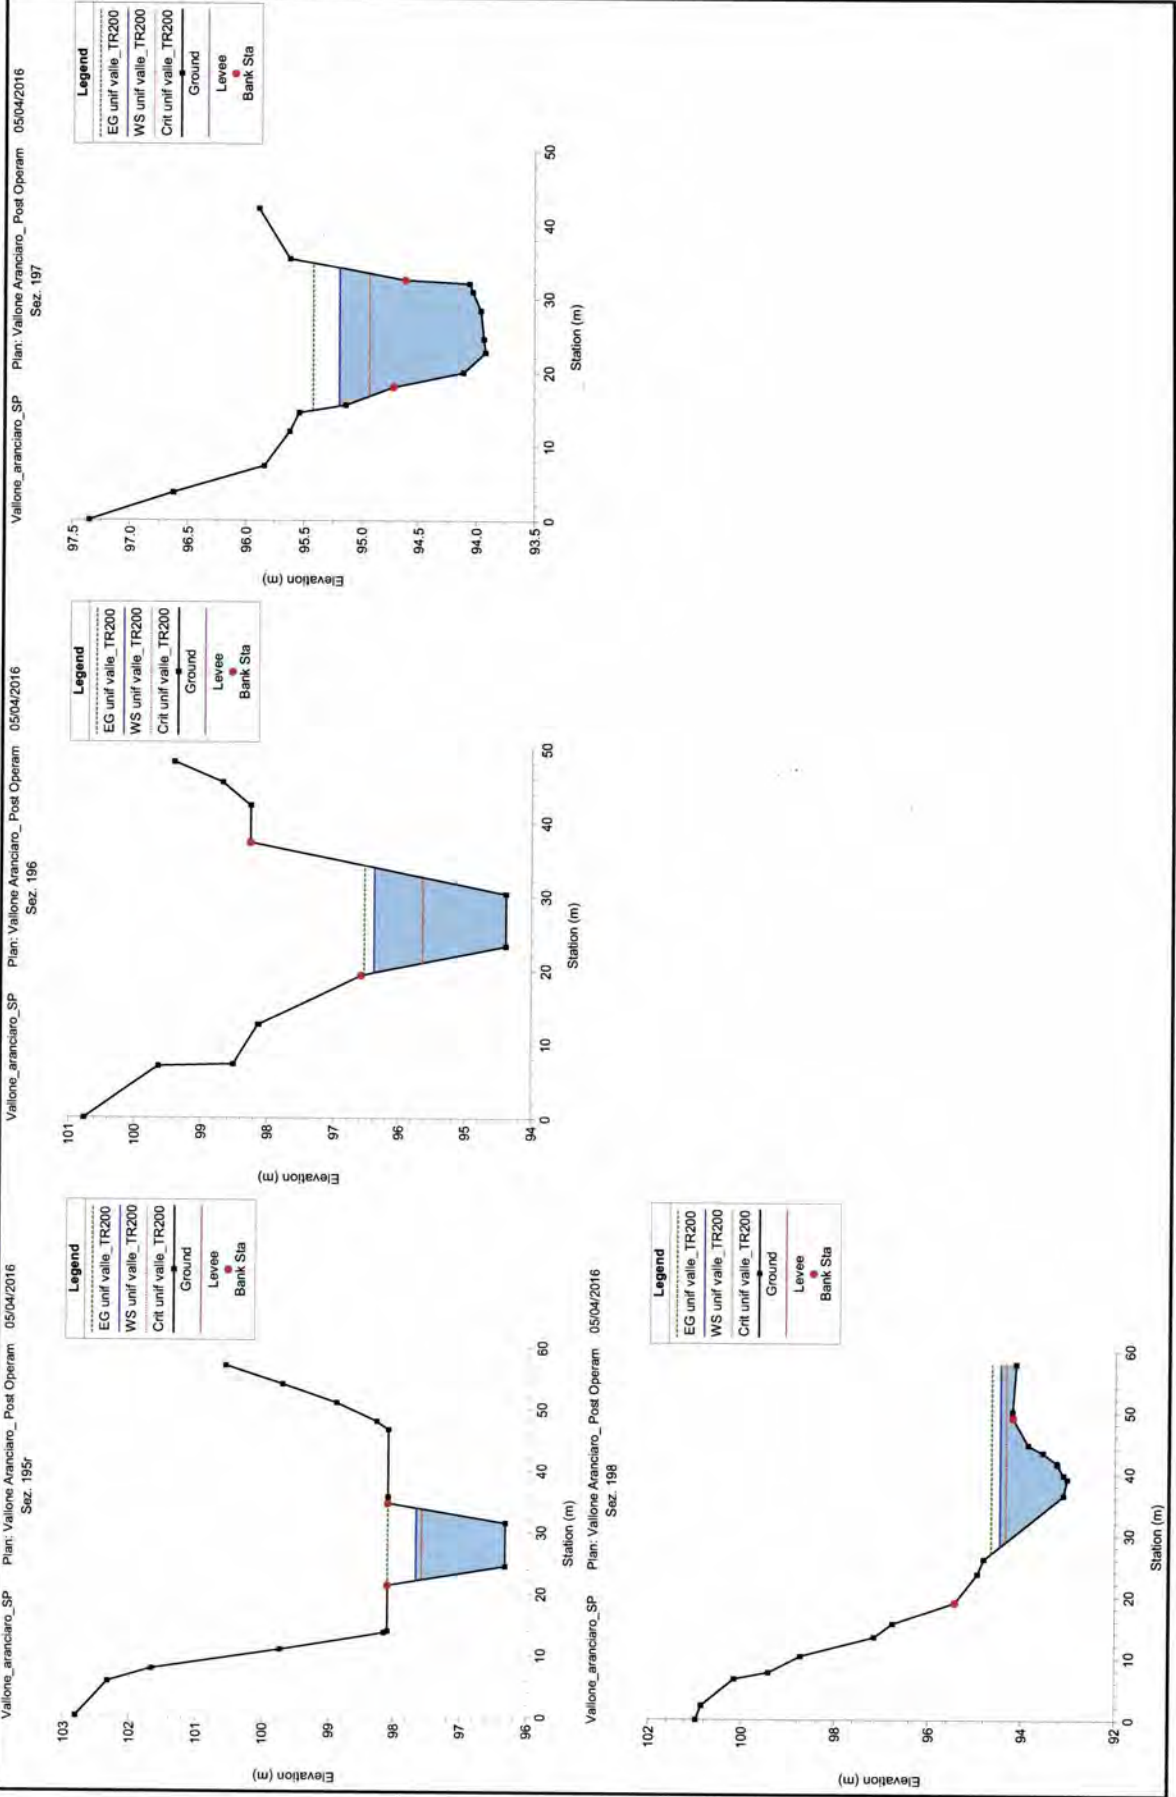 Vallone_aranciaro_SP Plan: Vallone Aranciaro_ Post Operam 05/04/2016
Sez. 195r
Legend
EG unif valle_TR200
WS unif valle_TR200
Crit unif valle_TR200
Ground
Levee
Bank Sta
Elevation (m)
103
102
101
100
99
98
97
96
0
10
20
30
40
50
60
Station (m)
Vallone_aranciaro_SP Plan: Vallone Aranciaro_ Post Operam 05/04/2016
Sez. 196
Legend
EG unif valle_TR200
WS unif valle_TR200
Crit unif valle_TR200
Ground
Levee
Bank Sta
Elevation (m)
101
100
99
98
97
96
95
94
0
10
20
30
40
50
Station (m)
Vallone_aranciaro_SP Plan: Vallone Aranciaro_ Post Operam 05/04/2016
Sez. 197
Legend
EG unif valle_TR200
WS unif valle_TR200
Crit unif valle_TR200
Ground
Levee
Bank Sta
Elevation (m)
97.5
97.0
96.5
96.0
95.5
95.0
94.5
94.0
93.5
0
10
20
30
40
50
Station (m)
Vallone_aranciaro_SP Plan: Vallone Aranciaro_ Post Operam 05/04/2016
Sez. 198
Legend
EG unif valle_TR200
WS unif valle_TR200
Crit unif valle_TR200
Ground
Levee
Bank Sta
Elevation (m)
102
100
98
96
94
92
0
10
20
30
40
50
60
Station (m)